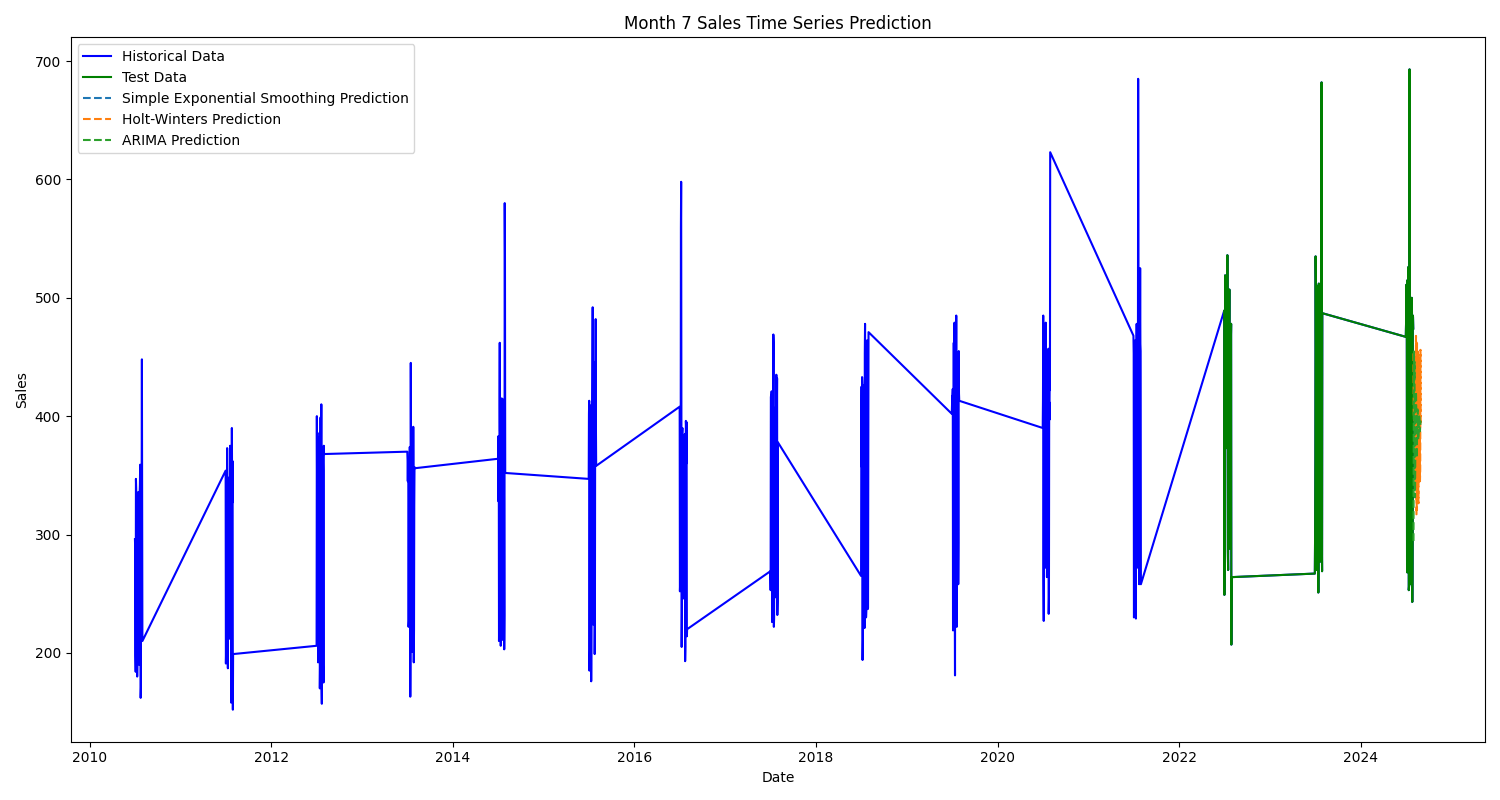 Month 7 Sales Time Series Prediction
Historical Data
Test Data
Simple Exponential Smoothing Prediction
Holt-Winters Prediction
ARIMA Prediction
700
600
500
400
300
200
Sales
2010 2012 2014 2016 2018 2020 2022 2024
Date